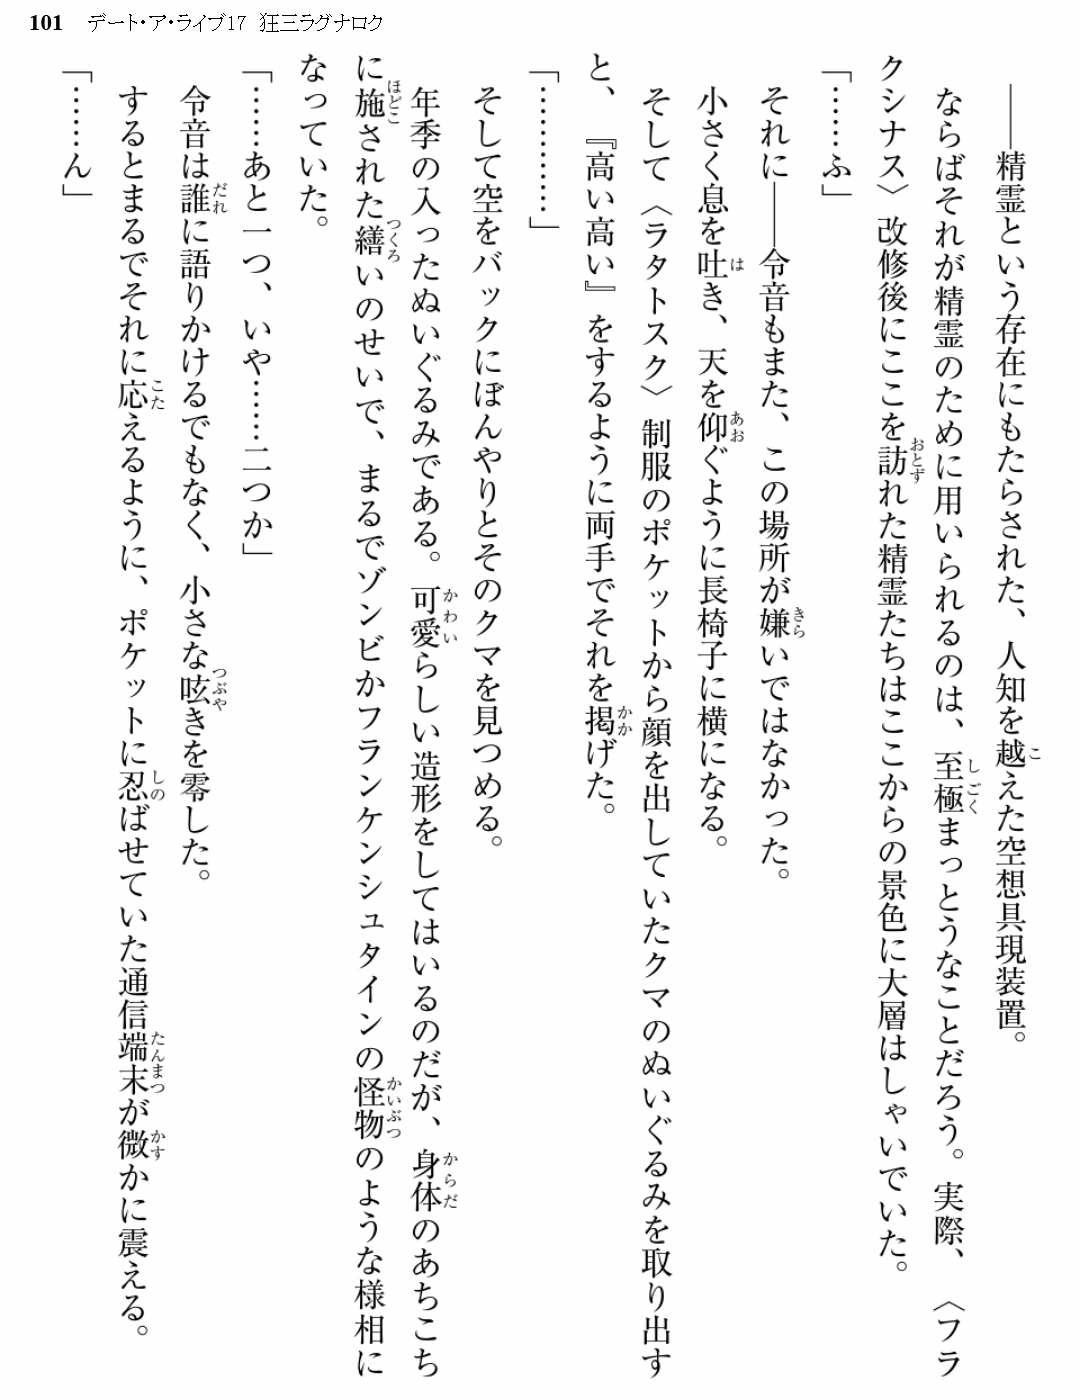 101 デート・ア・ライブ17 狂三ラグナロク
――精霊という存在にもたらされた、人知を越えた空想具現装置。
ならばそれが精霊のために用いられるのは、至極まっとうなことだろう。実際、〈フラ
クシナス〉改修後にここを訪れた精霊たちはここからの景色に大層はしゃいでいた。
「……ふ」
それに――令音もまた、この場所が嫌いではなかった。
小さく息を吐き、天を仰ぐように長椅子に横になる。
そして〈ラタトスク〉制服のポケットから顔を出していたクマのぬいぐるみを取り出す
と、『高い高い』をするように両手でそれを掲げた。
「…………」
そして空をバックにぼんやりとそのクマを見つめる。
年季の入ったぬいぐるみである。可愛らしい造形をしてはいるのだが、身体のあちこち
に施された繕いのせいで、まるでゾンビかフランケンシュタインの怪物のような様相に
なっていた。
「……あと一つ、いや……二つか」
令音は誰に語りかけるでもなく、小さな呟きを零した。
するとまるでそれに応えるように、ポケットに忍ばせていた通信端末が微かに震える。
「……ん」